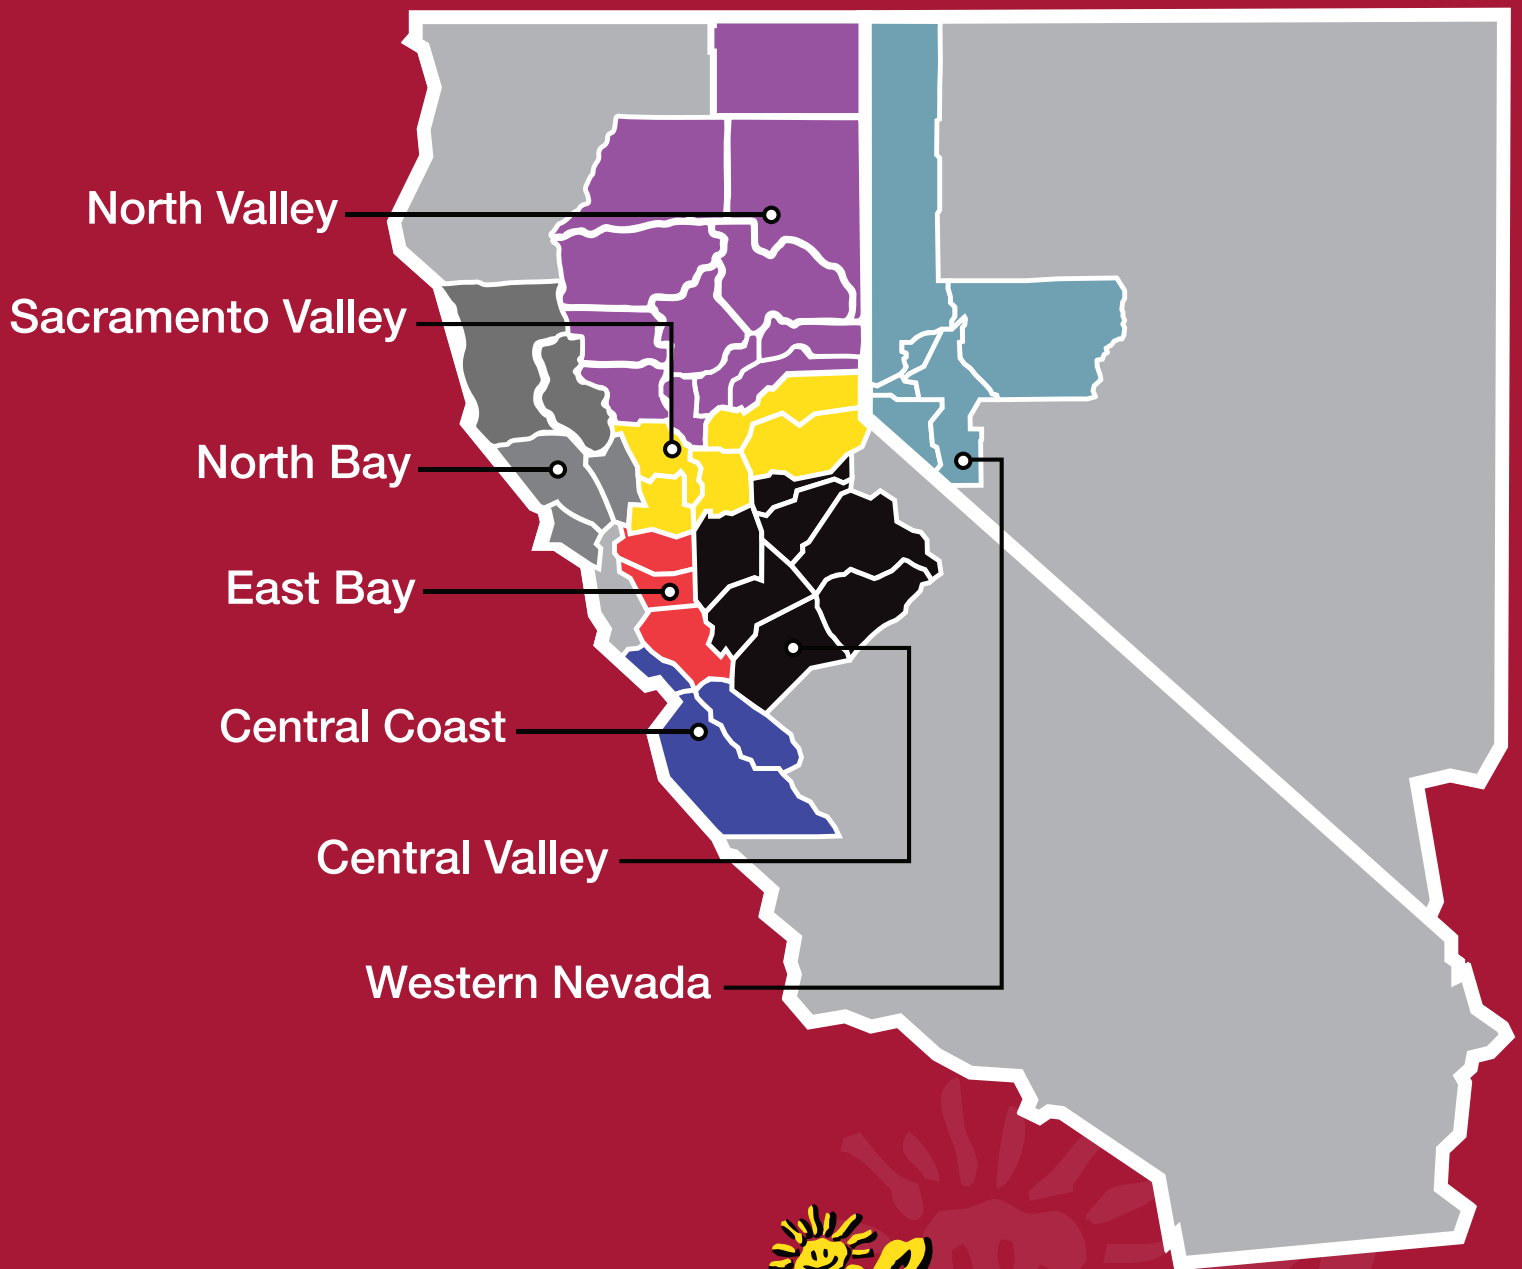 North Valley
Sacramento Valley
North Bay
East Bay
Central Coast
Central Valley
Western Nevada